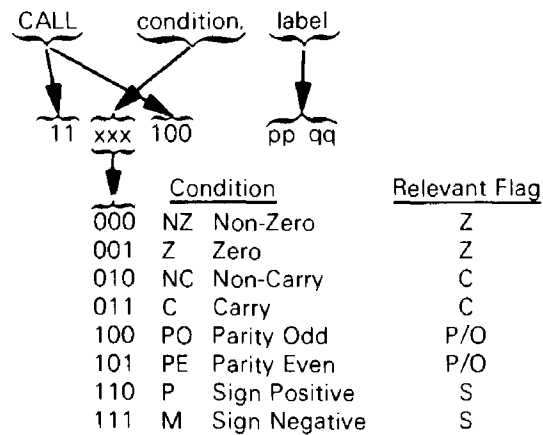 CALL condition, label
11 xxx 100 pp qq
Condition Relevant Flag
000 NZ Non-Zero Z
001 Z Zero Z
010 NC Non-Carry C
011 C Carry C
100 PO Parity Odd P/O
101 PE Parity Even P/O
110 P Sign Positive S
111 M Sign Negative S